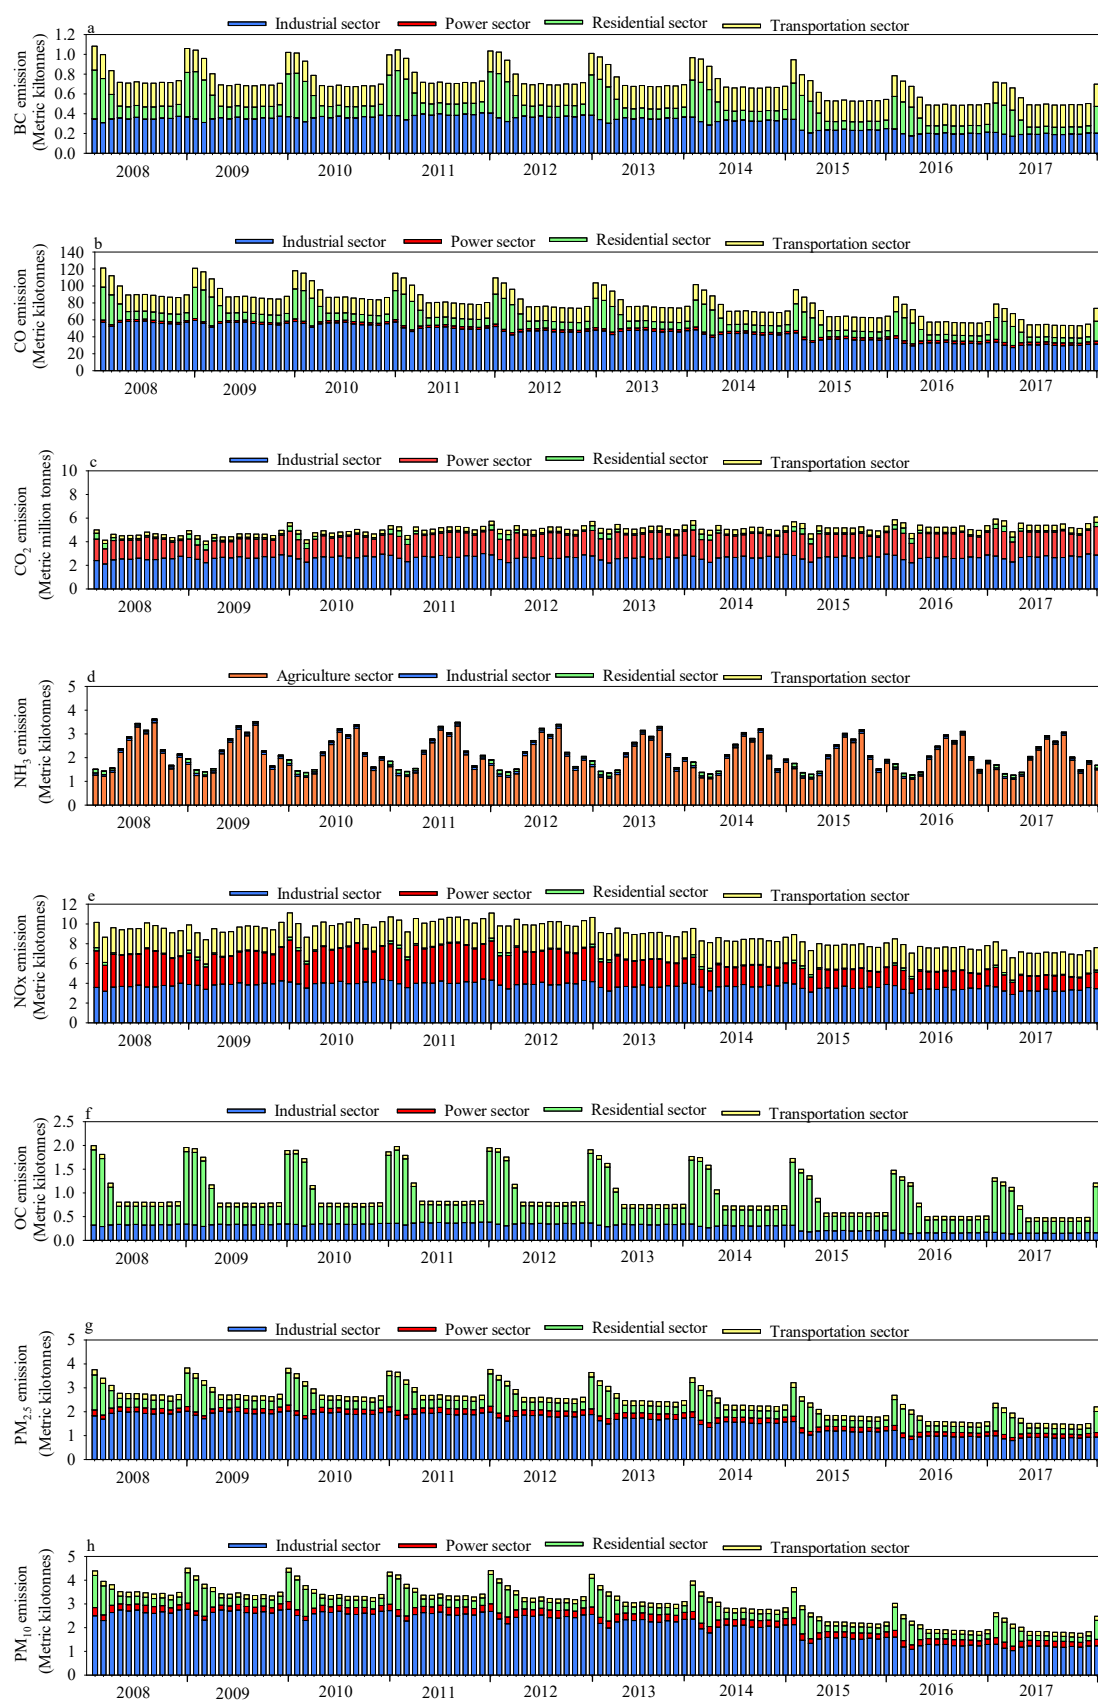 a
Industrial sector Power sector Residential sector Transportation sector
BC emission
(Metric kiltonnes)
1.2
1.0
0.8
0.6
0.4
0.2
0.0
2008 2009 2010 2011 2012 2013 2014 2015 2016 2017
b
Industrial sector Power sector Residential sector Transportation sector
CO emission
(Metric kilotonnes)
140
120
100
80
60
40
20
0
2008 2009 2010 2011 2012 2013 2014 2015 2016 2017
c
Industrial sector Power sector Residential sector Transportation sector
CO2 emission
(Metric million tonnes)
10
8
6
4
2
0
2008 2009 2010 2011 2012 2013 2014 2015 2016 2017
d
Agriculture sector Industrial sector Residential sector Transportation sector
NH3 emission
(Metric kilotonnes)
5
4
3
2
1
0
2008 2009 2010 2011 2012 2013 2014 2015 2016 2017
e
Industrial sector Power sector Residential sector Transportation sector
NOx emission
(Metric kilotonnes)
12
10
8
6
4
2
0
2008 2009 2010 2011 2012 2013 2014 2015 2016 2017
f
Industrial sector Power sector Residential sector Transportation sector
OC emission
(Metric kilotonnes)
2.5
2.0
1.5
1.0
0.5
0.0
2008 2009 2010 2011 2012 2013 2014 2015 2016 2017
g
Industrial sector Power sector Residential sector Transportation sector
PM2.5 emission
(Metric kilotonnes)
5
4
3
2
1
0
2008 2009 2010 2011 2012 2013 2014 2015 2016 2017
h
Industrial sector Power sector Residential sector Transportation sector
PM10 emission
(Metric kilotonnes)
5
4
3
2
1
0
2008 2009 2010 2011 2012 2013 2014 2015 2016 2017